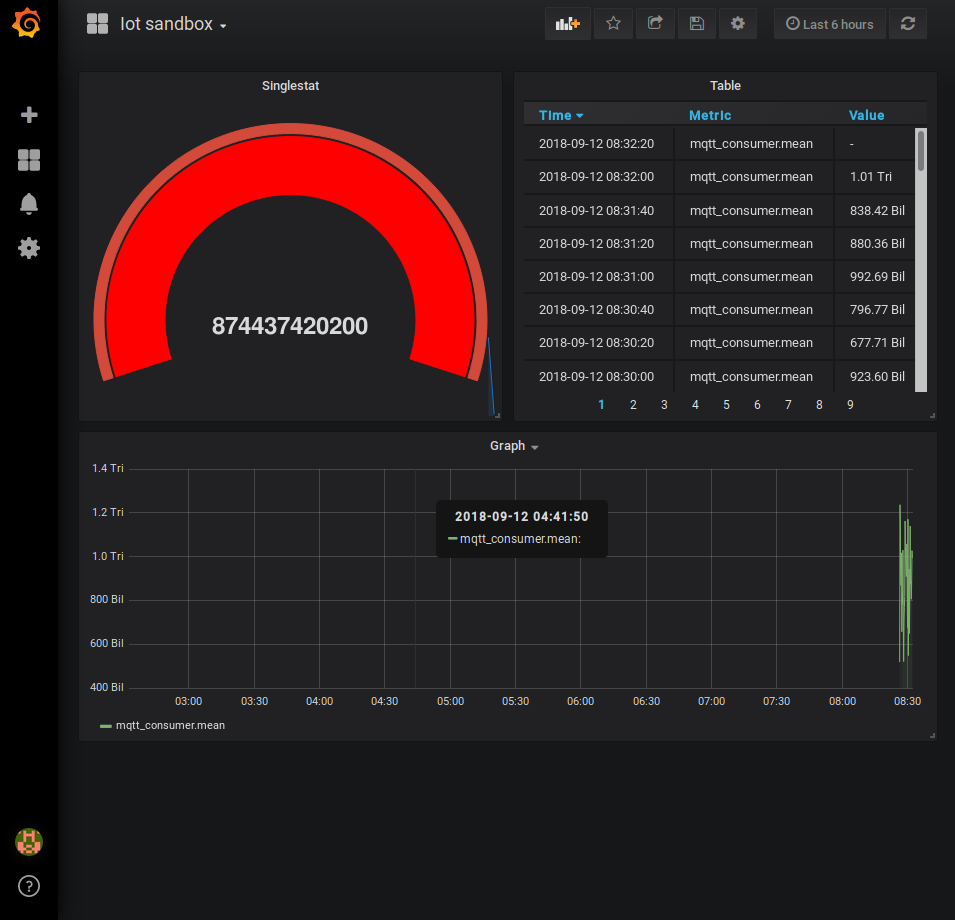 Iot sandbox
Last 6 hours
Singlestat
874437420200
Table
Time Metric Value
2018-09-12 08:32:20 mqtt_consumer.mean -
2018-09-12 08:32:00 mqtt_consumer.mean 1.01 Tri
2018-09-12 08:31:40 mqtt_consumer.mean 838.42 Bil
2018-09-12 08:31:20 mqtt_consumer.mean 880.36 Bil
2018-09-12 08:31:00 mqtt_consumer.mean 992.69 Bil
2018-09-12 08:30:40 mqtt_consumer.mean 796.77 Bil
2018-09-12 08:30:20 mqtt_consumer.mean 677.71 Bil
2018-09-12 08:30:00 mqtt_consumer.mean 923.60 Bil
1 2 3 4 5 6 7 8 9
Graph
1.4 Tri
1.2 Tri
1.0 Tri
800 Bil
600 Bil
400 Bil
2018-09-12 04:41:50
mqtt_consumer.mean:
03:00 03:30 04:00 04:30 05:00 05:30 06:00 06:30 07:00 07:30 08:00 08:30
mqtt_consumer.mean
?